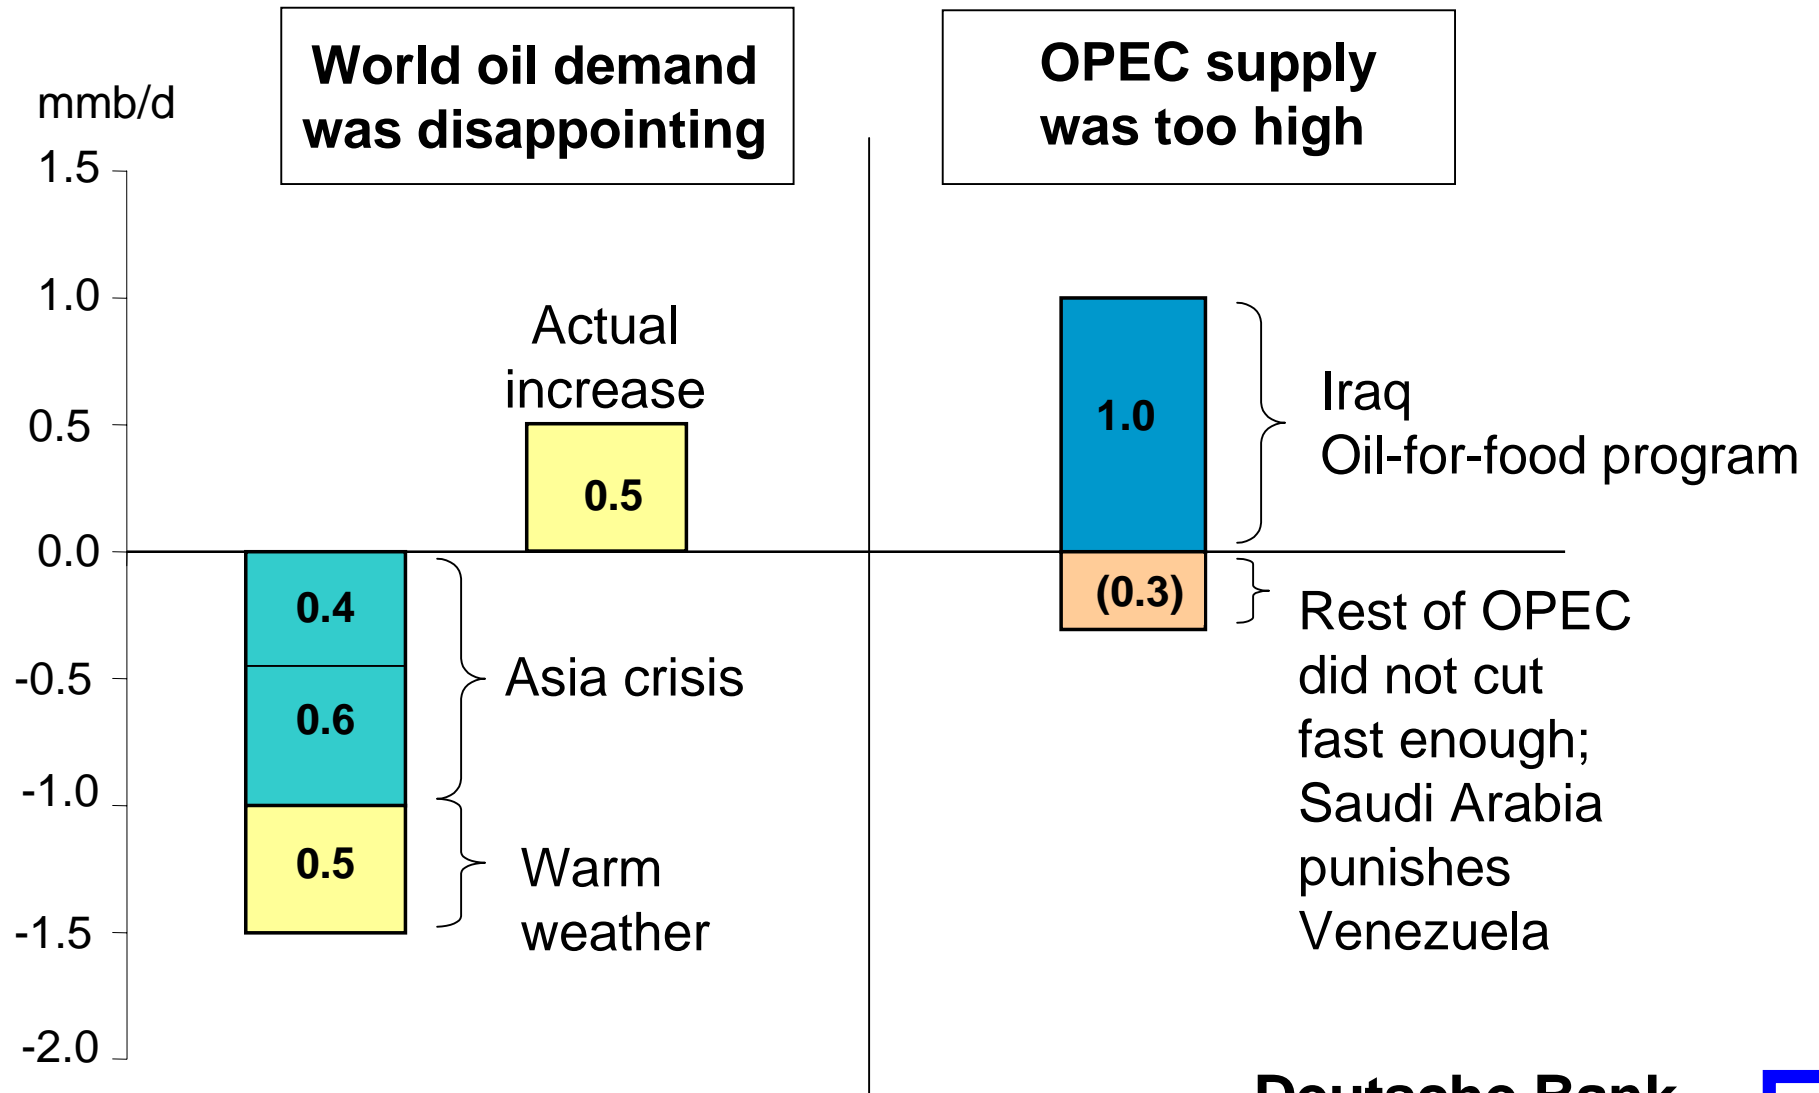 World oil demand
was disappointing
OPEC supply
was too high
mmb/d
1.5
1.0
0.5
0.0
-0.5
-1.0
-1.5
-2.0
Actual
increase
0.5
0.4
0.6
0.5
Asia crisis
Warm
weather
1.0
(0.3)
Iraq
Oil-for-food program
Rest of OPEC
did not cut
fast enough;
Saudi Arabia
punishes
Venezuela
Deutsche Bank